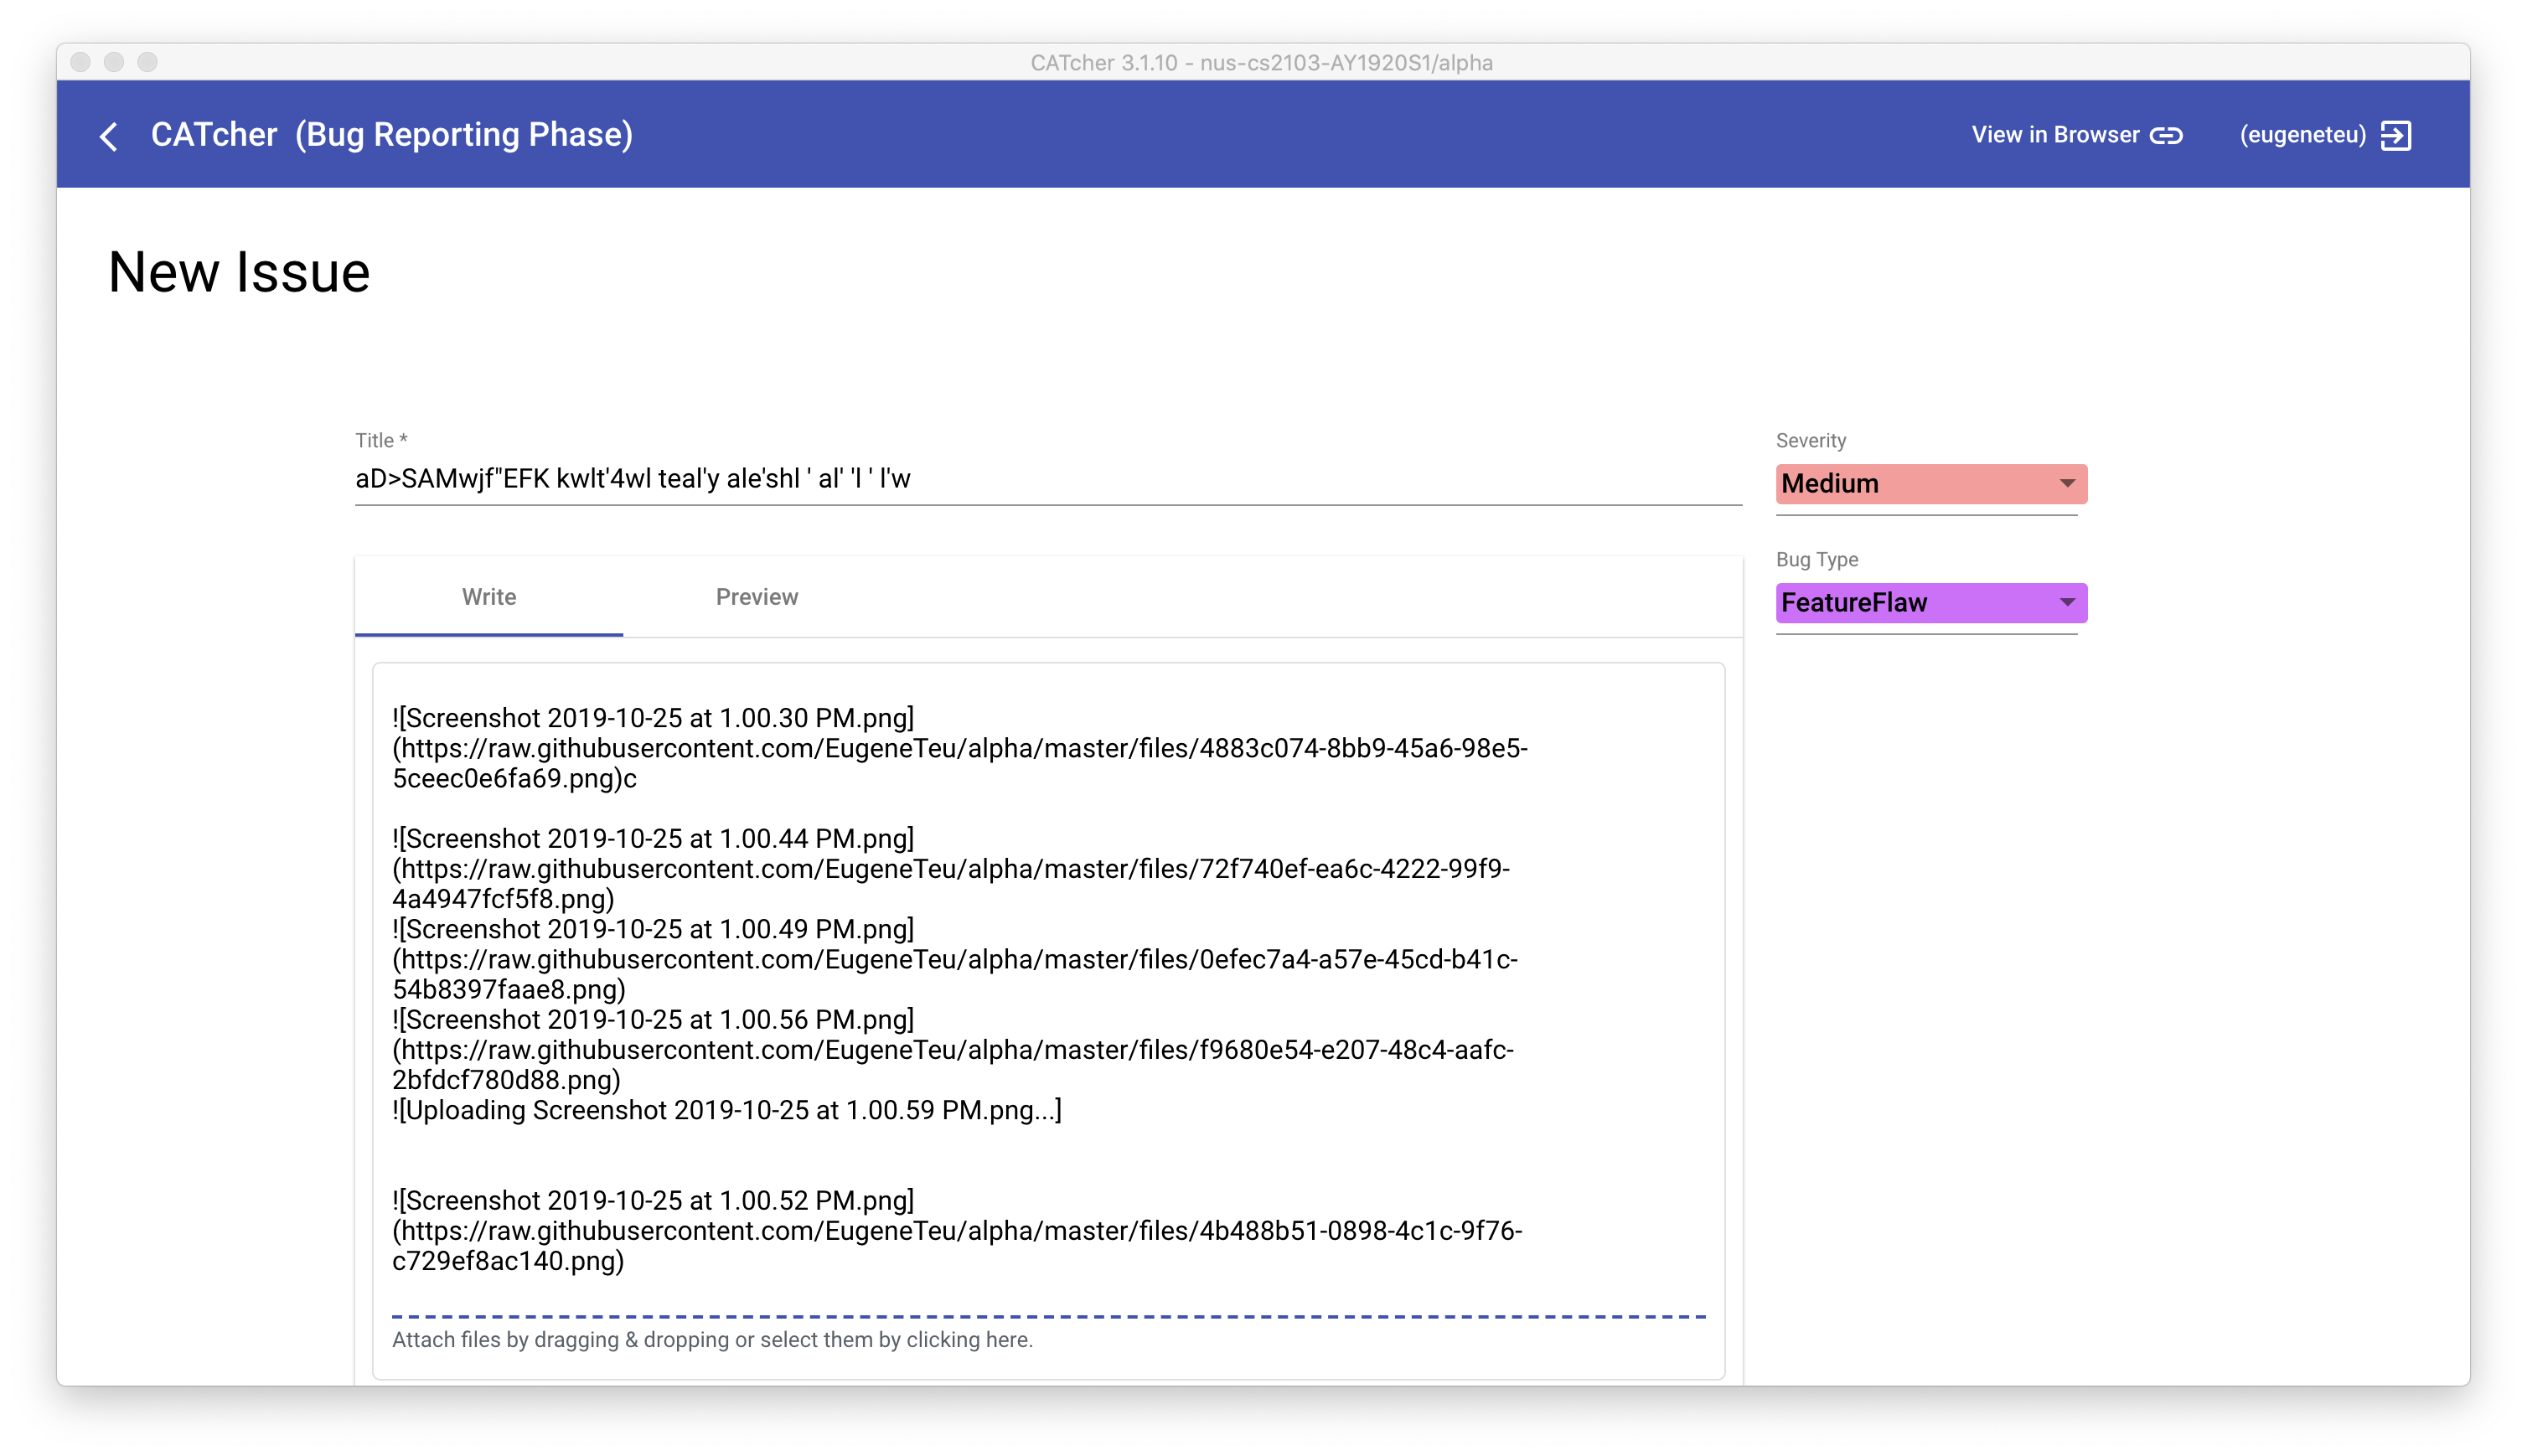 CATcher 3.1.10 - nus-cs2103-AY1920S1/alpha
CATcher (Bug Reporting Phase)
View in Browser
(eugeneteu)
New Issue
Title *
aD>SAMwjf"EFK kwlt'4wl teal'y ale'shl ' al' 'l ' l'w
Severity
Medium
Bug Type
FeatureFlaw
Write
Preview
![Screenshot 2019-10-25 at 1.00.30 PM.png]
(https://raw.githubusercontent.com/EugeneTeu/alpha/master/files/4883c074-8bb9-45a6-98e5-
5ceec0e6fa69.png)c
![Screenshot 2019-10-25 at 1.00.44 PM.png]
(https://raw.githubusercontent.com/EugeneTeu/alpha/master/files/72f740ef-ea6c-4222-99f9-
4a4947fcf5f8.png)
![Screenshot 2019-10-25 at 1.00.49 PM.png]
(https://raw.githubusercontent.com/EugeneTeu/alpha/master/files/0efec7a4-a57e-45cd-b41c-
54b8397faae8.png)
![Screenshot 2019-10-25 at 1.00.56 PM.png]
(https://raw.githubusercontent.com/EugeneTeu/alpha/master/files/f9680e54-e207-48c4-aafc-
2bfdcf780d88.png)
![Uploading Screenshot 2019-10-25 at 1.00.59 PM.png...]
![Screenshot 2019-10-25 at 1.00.52 PM.png]
(https://raw.githubusercontent.com/EugeneTeu/alpha/master/files/4b488b51-0898-4c1c-9f76-
c729ef8ac140.png)
Attach files by dragging & dropping or select them by clicking here.